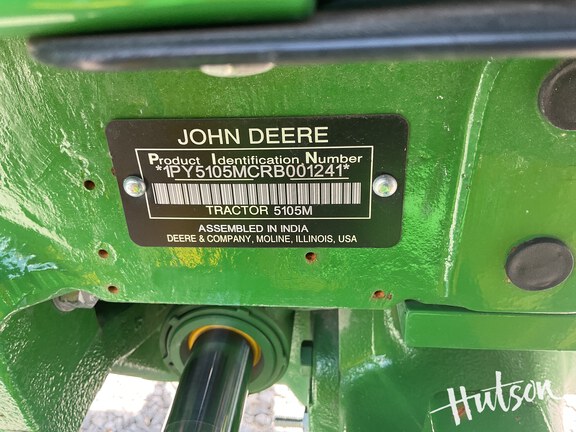 JOHN DEERE
Product Identification Number
*1PY5105MCRB001241*
TRACTOR 5105M
ASSEMBLED IN INDIA
DEERE & COMPANY, MOLINE, ILLINOIS, USA
Hutson